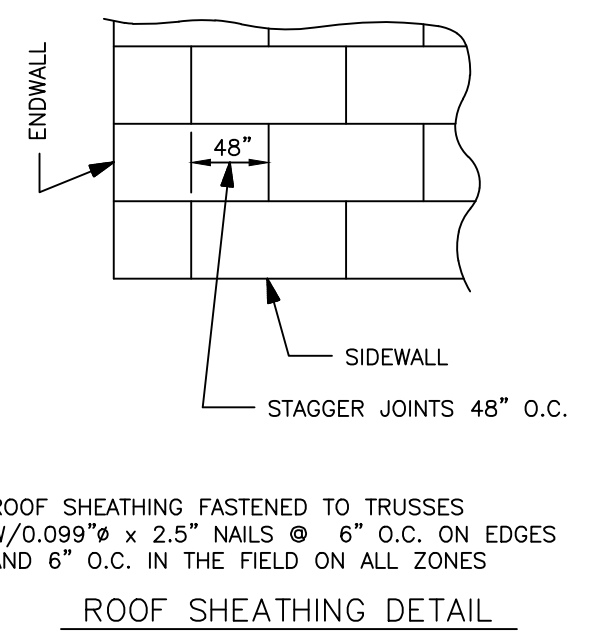 ENDWALL
48”
SIDEWALL
STAGGER JOINTS 48” O.C.
ROOF SHEATHING FASTENED TO TRUSSES
W/0.099”ø x 2.5” NAILS @ 6” O.C. ON EDGES
AND 6” O.C. IN THE FIELD ON ALL ZONES
ROOF SHEATHING DETAIL